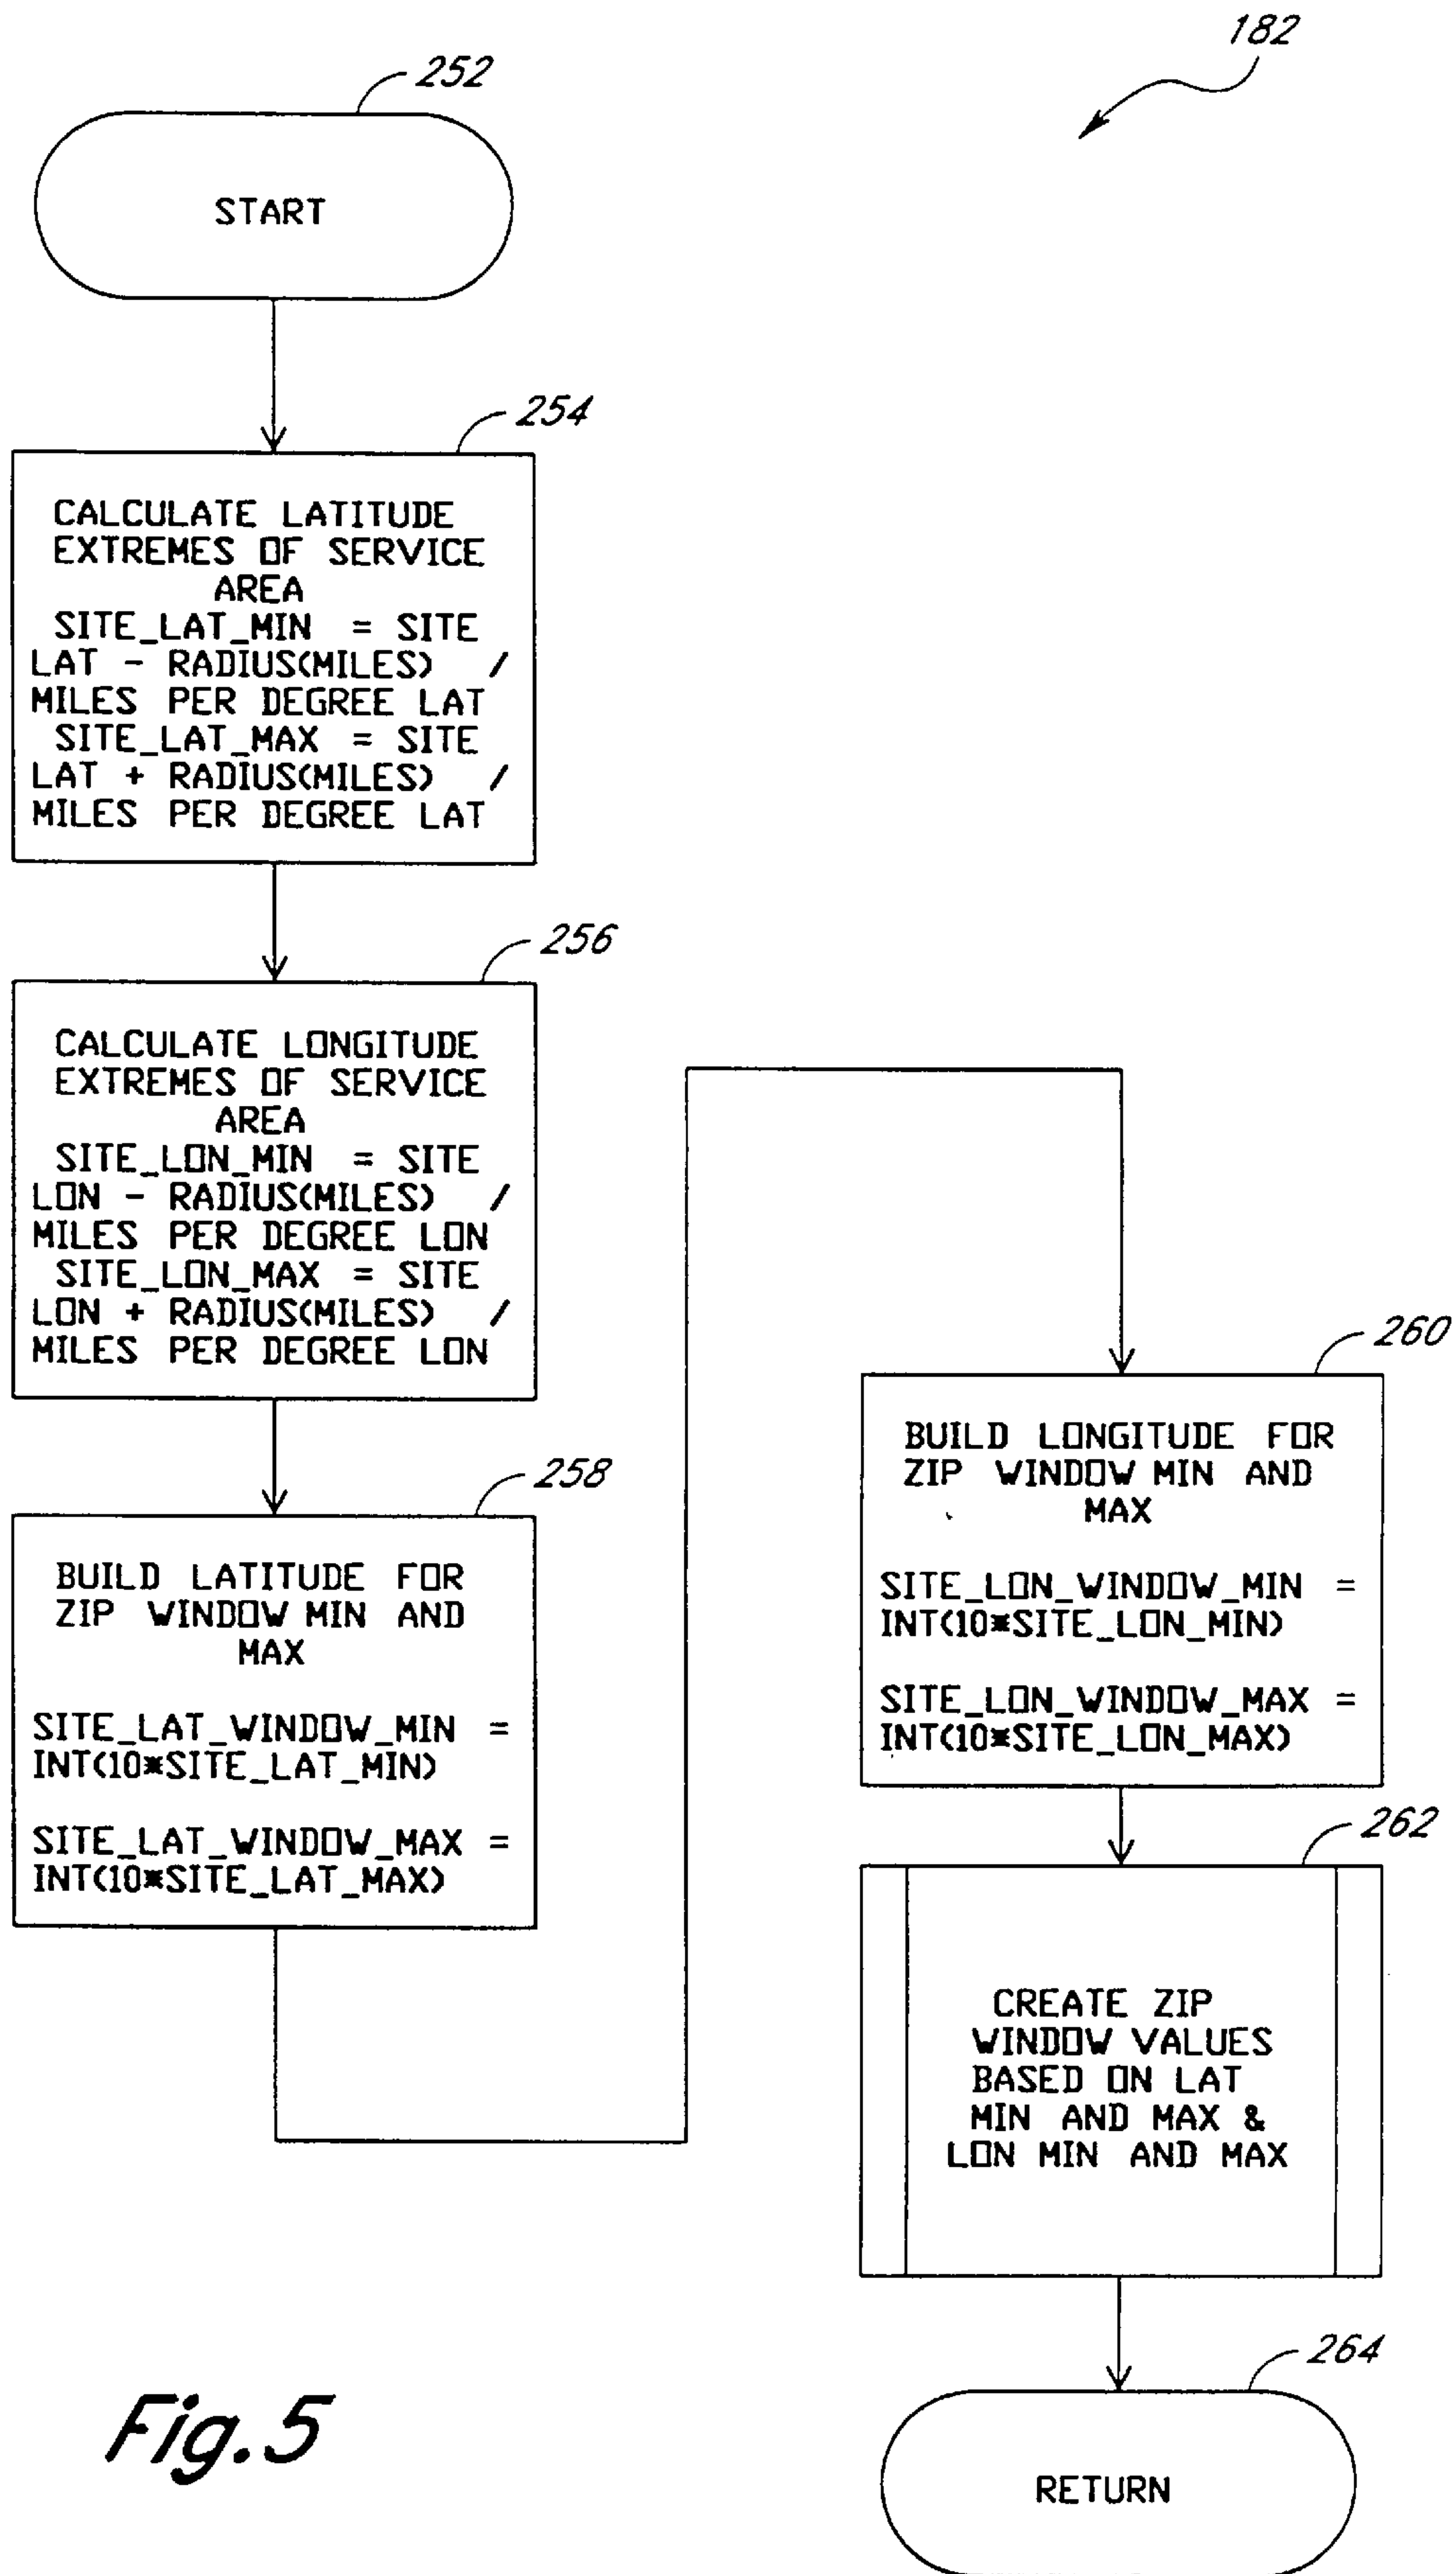 182
252
START
254
CALCULATE LATITUDE
EXTREMES OF SERVICE
AREA
SITE_LAT_MIN = SITE
LAT - RADIUS(MILES) /
MILES PER DEGREE LAT
SITE_LAT_MAX = SITE
LAT + RADIUS(MILES) /
MILES PER DEGREE LAT
256
CALCULATE LONGITUDE
EXTREMES OF SERVICE
AREA
SITE_LON_MIN = SITE
LON - RADIUS(MILES) /
MILES PER DEGREE LON
SITE_LON_MAX = SITE
LON + RADIUS(MILES) /
MILES PER DEGREE LON
258
BUILD LATITUDE FOR
ZIP WINDOW MIN AND
MAX
SITE_LAT_WINDOW_MIN =
INT(10*SITE_LAT_MIN)
SITE_LAT_WINDOW_MAX =
INT(10*SITE_LAT_MAX)
260
BUILD LONGITUDE FOR
ZIP WINDOW MIN AND
MAX
SITE_LON_WINDOW_MIN =
INT(10*SITE_LON_MIN)
SITE_LON_WINDOW_MAX =
INT(10*SITE_LON_MAX)
262
CREATE ZIP
WINDOW VALUES
BASED ON LAT
MIN AND MAX &
LON MIN AND MAX
264
RETURN
Fig.5